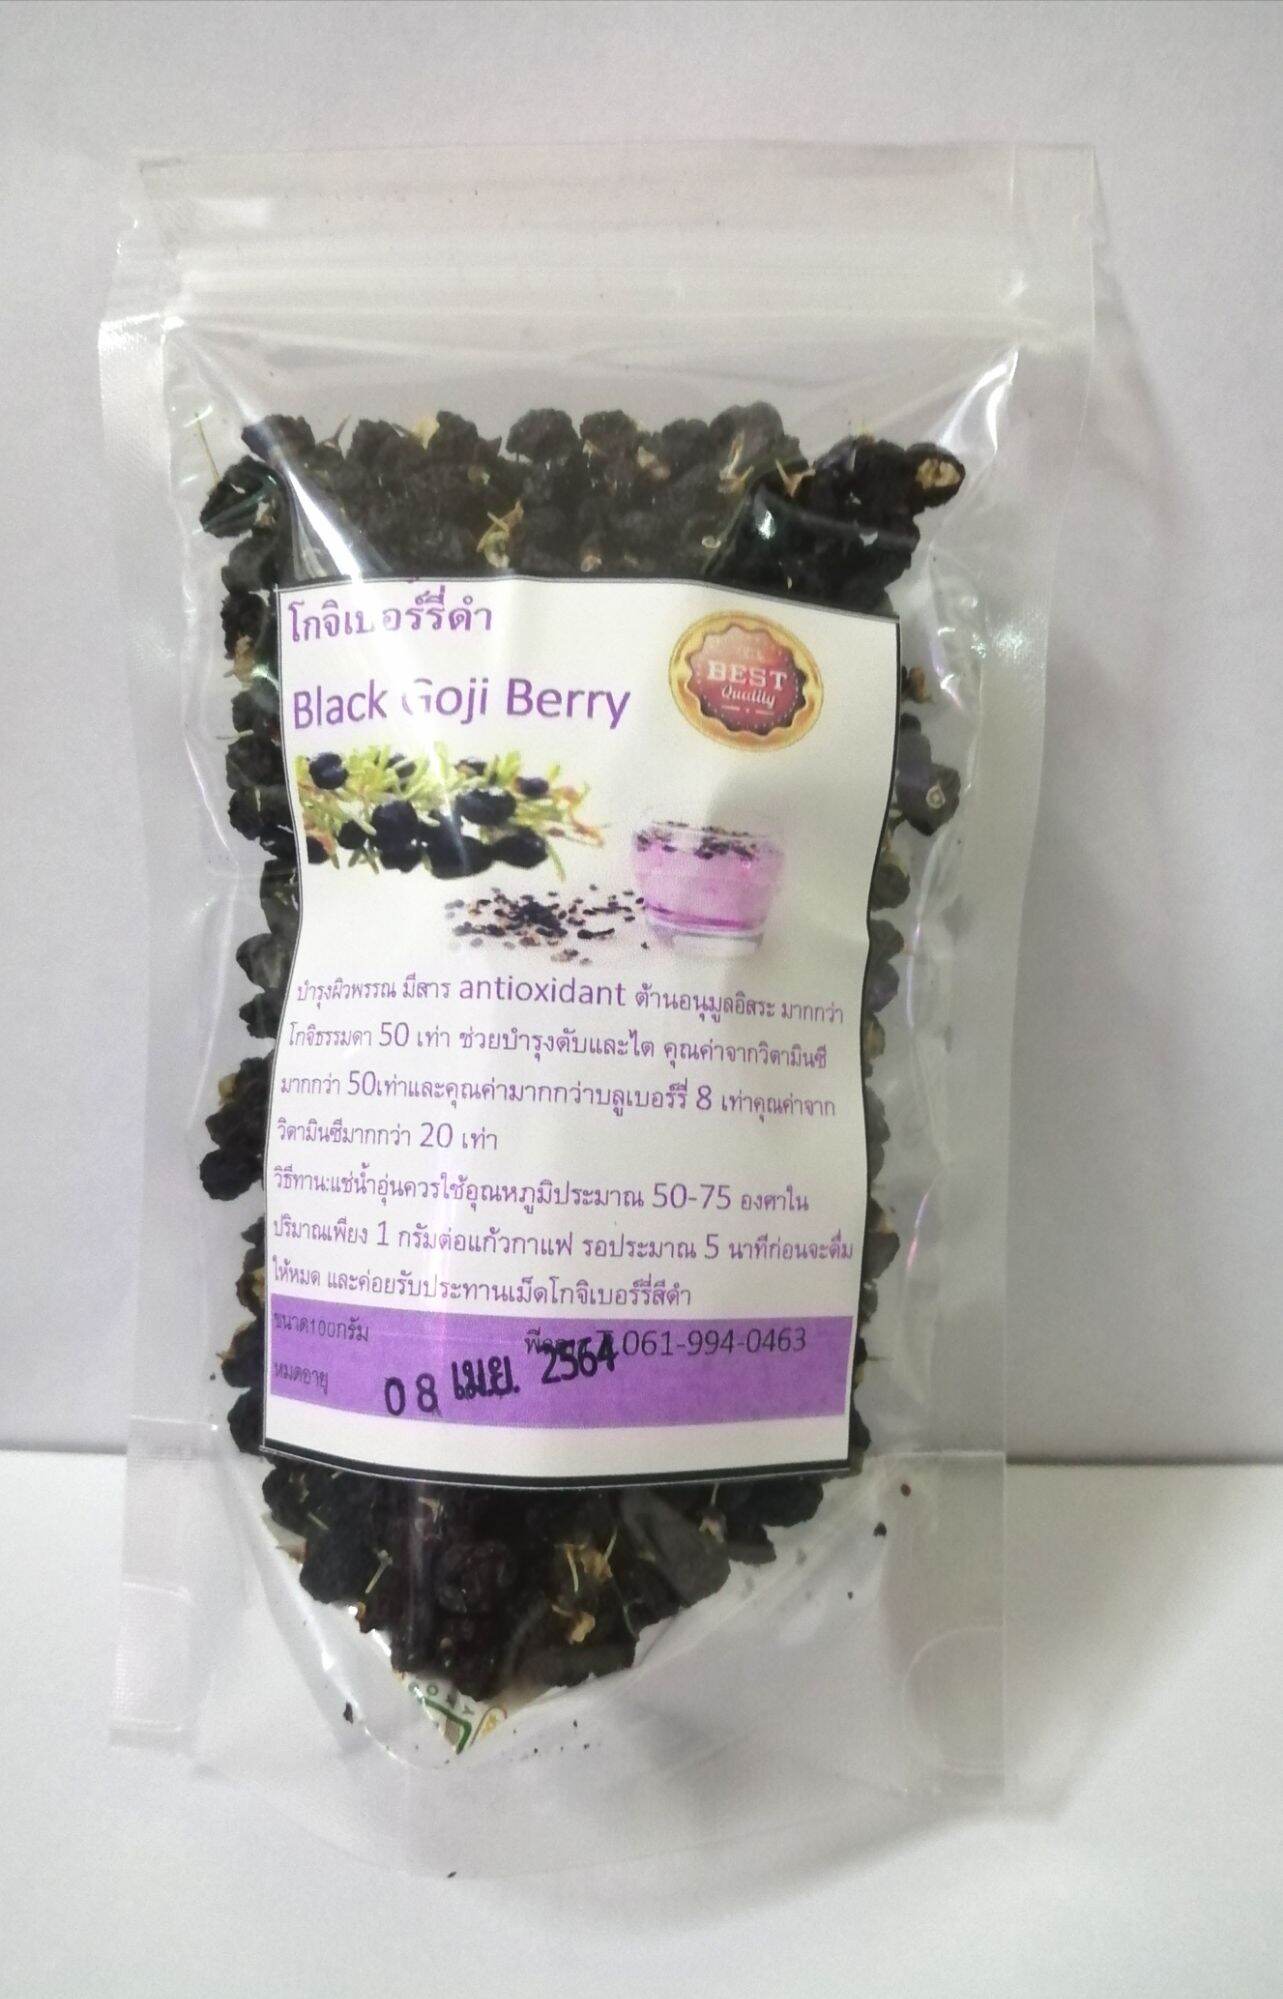 โกจิเบอร์รี่ดำ
Black Goji Berry
BEST
Quality
บำรุงผิวพรรณ มีสาร antioxidant ต้านอนุมูลอิสระ มากกว่า
โกจิธรรมดา 50 เท่า ช่วยบำรุงตับและไต คุณค่าจากวิตามินซี
มากกว่า 50เท่าและคุณค่ามากกว่าบลูเบอร์รี่ 8 เท่าคุณค่าจาก
วิตามินซีมากกว่า 20 เท่า
วิธีทาน:แช่น้ำอุ่นควรใช้อุณหภูมิประมาณ 50-75 องศาใน
ปริมาณเพียง 1 กรัมต่อแก้วกาแฟ รอประมาณ 5 นาทีก่อนจะดื่ม
ให้หมด และค่อยรับประทานเม็ดโกจิเบอร์รี่สีดำ
ขนาด100กรัม 061-994-0463
หมดอายุ 08 เม.ย. 2564